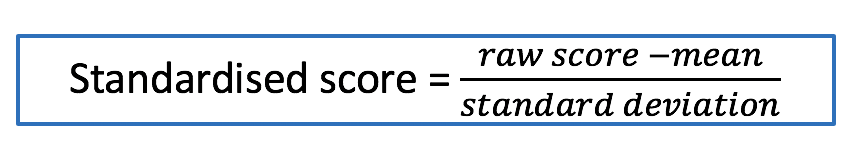 Standardised score = raw score −mean
standard deviation